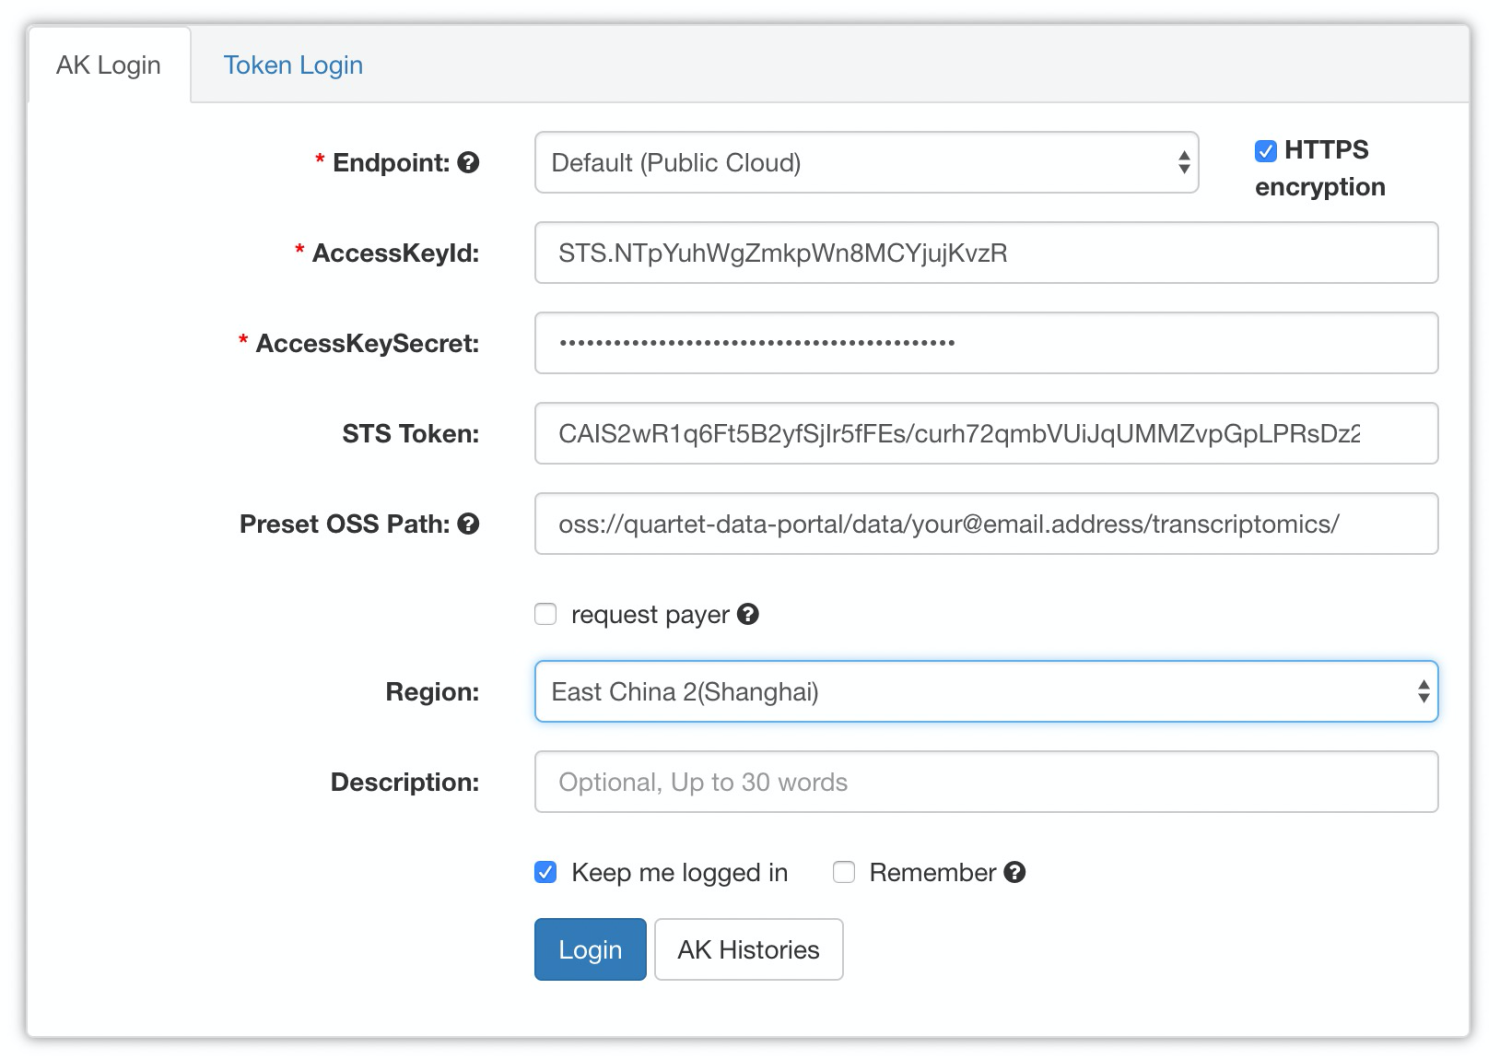 AK Login
Token Login
* Endpoint:
Default (Public Cloud)
HTTPS
encryption
* AccessKeyId:
STS.NTpYuhWgZmkpWn8MCYjujKvzR
* AccessKeySecret:
••••••••••••••••••••••••••••••••••••••••••••
STS Token:
CAIS2wR1q6Ft5B2yfSjIr5fFEs/curh72qmbVUiJqUMMZvpGpLPRsDz2
Preset OSS Path:
oss://quartet-data-portal/data/your@email.address/transcriptomics/
request payer
Region:
East China 2(Shanghai)
Description:
Optional, Up to 30 words
Keep me logged in
Remember
Login
AK Histories